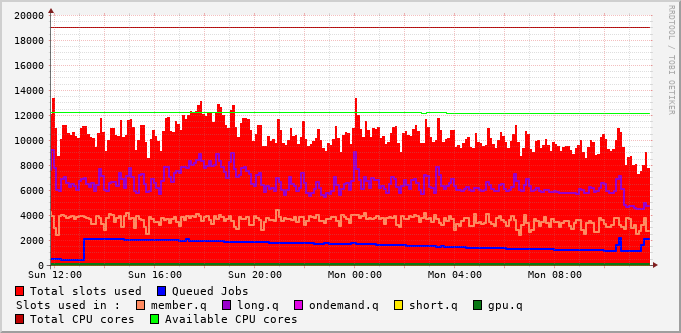 20000
18000
16000
14000
12000
10000
8000
6000
4000
2000
0
Sun 12:00 Sun 16:00 Sun 20:00 Mon 00:00 Mon 04:00 Mon 08:00
Total slots used Queued Jobs
Slots used in : member.q long.q ondemand.q short.q gpu.q
Total CPU cores Available CPU cores
RRDTOOL / TOBI OETIKER